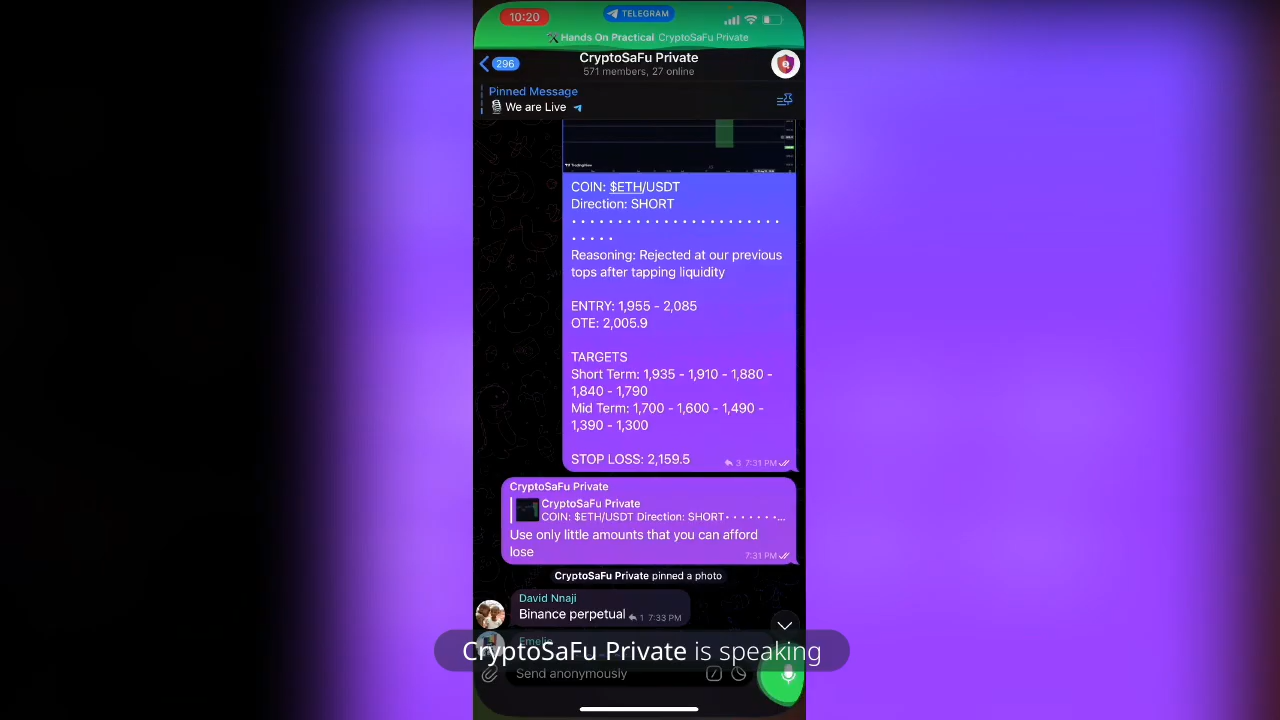 10:20
TELEGRAM
Hands On Practical CryptoSaFu Private
296
CryptoSaFu Private
571 members, 27 online
Pinned Message
We are Live
TradingView
COIN: $ETH/USDT
Direction: SHORT
• • • • • • • • • • • • • • • • • • • • • • •
• • • • •
Reasoning: Rejected at our previous
tops after tapping liquidity
ENTRY: 1,955 - 2,085
OTE: 2,005.9
TARGETS
Short Term: 1,935 - 1,910 - 1,880 -
1,840 - 1,790
Mid Term: 1,700 - 1,600 - 1,490 -
1,390 - 1,300
STOP LOSS: 2,159.5
3 7:31 PM
CryptoSaFu Private
CryptoSaFu Private
COIN: $ETH/USDT Direction: SHORT• • • • • • •...
Use only little amounts that you can afford
lose
7:31 PM
CryptoSaFu Private pinned a photo
David Nnaji
Binance perpetual
1 7:33 PM
Emelie
CryptoSaFu Private is speaking
Send anonymously